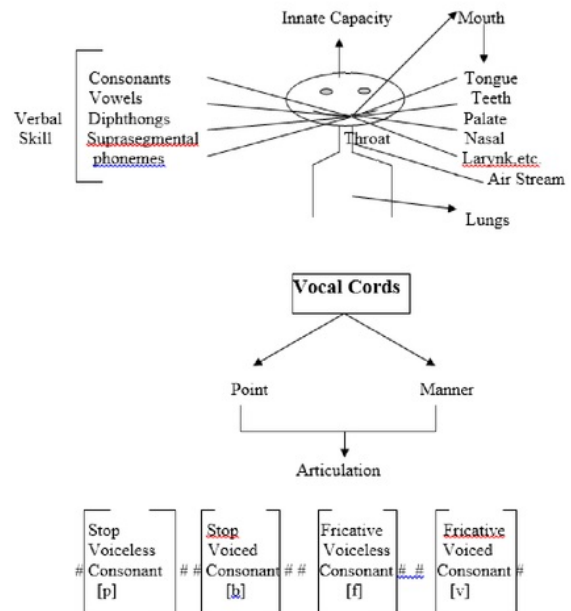 Innate Capacity
Mouth
Verbal
Skill
Consonants
Vowels
Diphthongs
Suprasegmental
phonemes
Throat
Tongue
Teeth
Palate
Nasal
Larynk.etc
Air Stream
Lungs
Vocal Cords
Point
Manner
Articulation
Stop
Voiceless
# Consonant #
[p]
Stop
Voiced
# Consonant #
[b]
Fricative
Voiceless
# Consonant #
[f]
Fricative
Voiced
# Consonant #
[v]